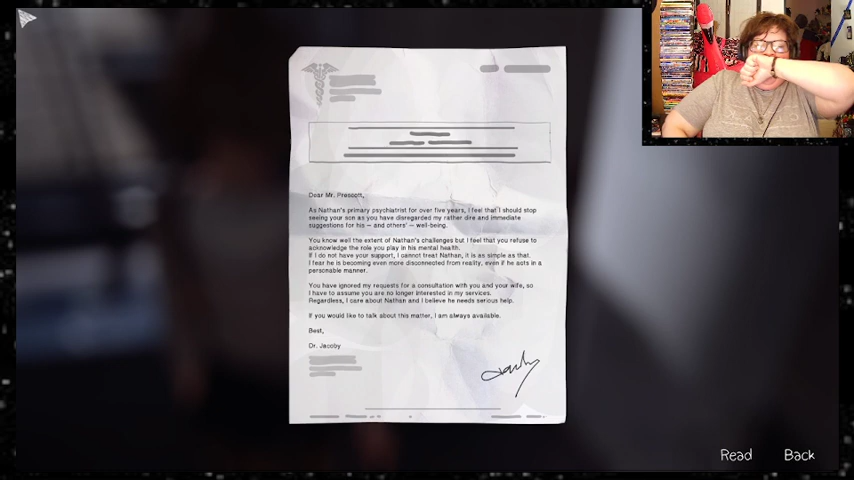 Dear Mr. Prescott,
As Nathan's primary psychiatrist for over five years, I feel that I should stop
seeing your son as you have disregarded my rather dire and immediate
suggestions for his – and others' – well-being.
You know well the extent of Nathan's challenges but I feel that you refuse to
acknowledge the role you play in his mental health.
If I do not have your support, I cannot treat Nathan, it is as simple as that.
I fear he is becoming even more disconnected from reality, even if he acts in a
personable manner.
You have ignored my requests for a consultation with you and your wife, so
I have to assume you are no longer interested in my services.
Regardless, I care about Nathan and I believe he needs serious help.
If you would like to talk about this matter, I am always available.
Best,
Dr. Jacoby
Read Back